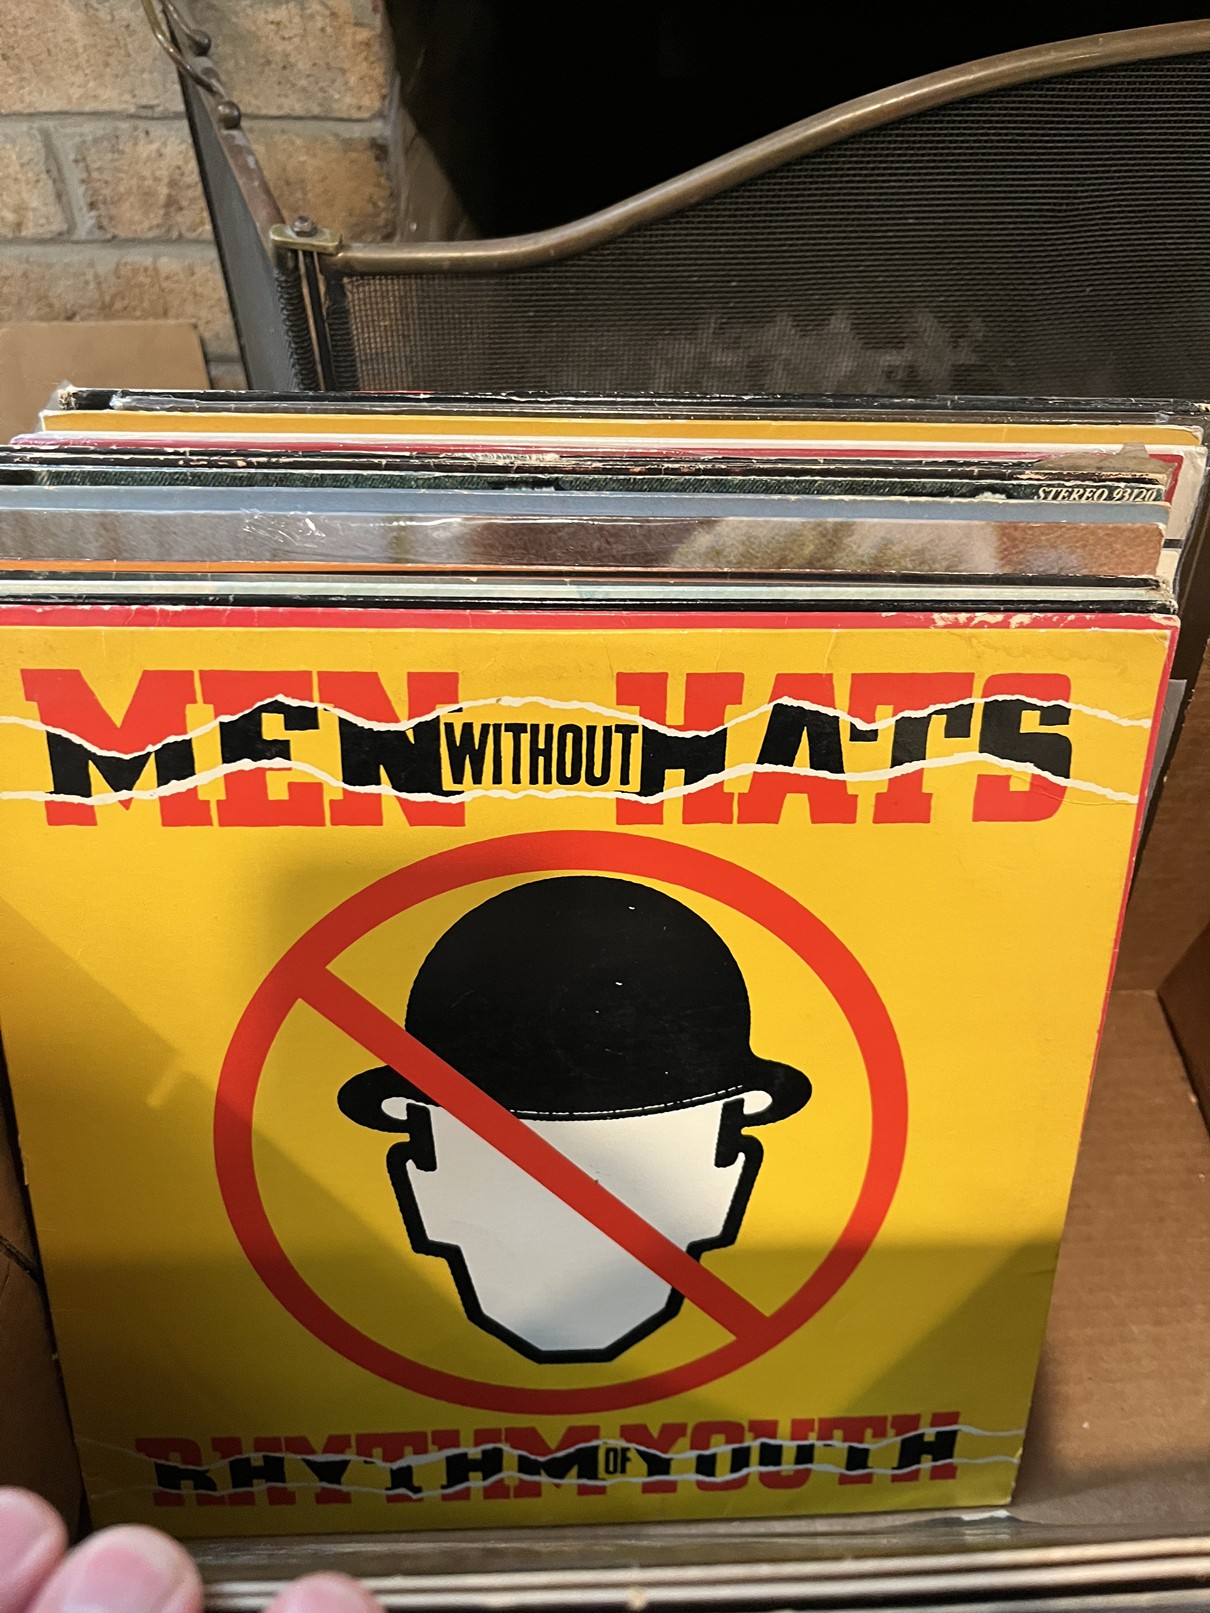 STEREO 93120
MEN WITHOUT HATS
RHYTHM OF YOUTH